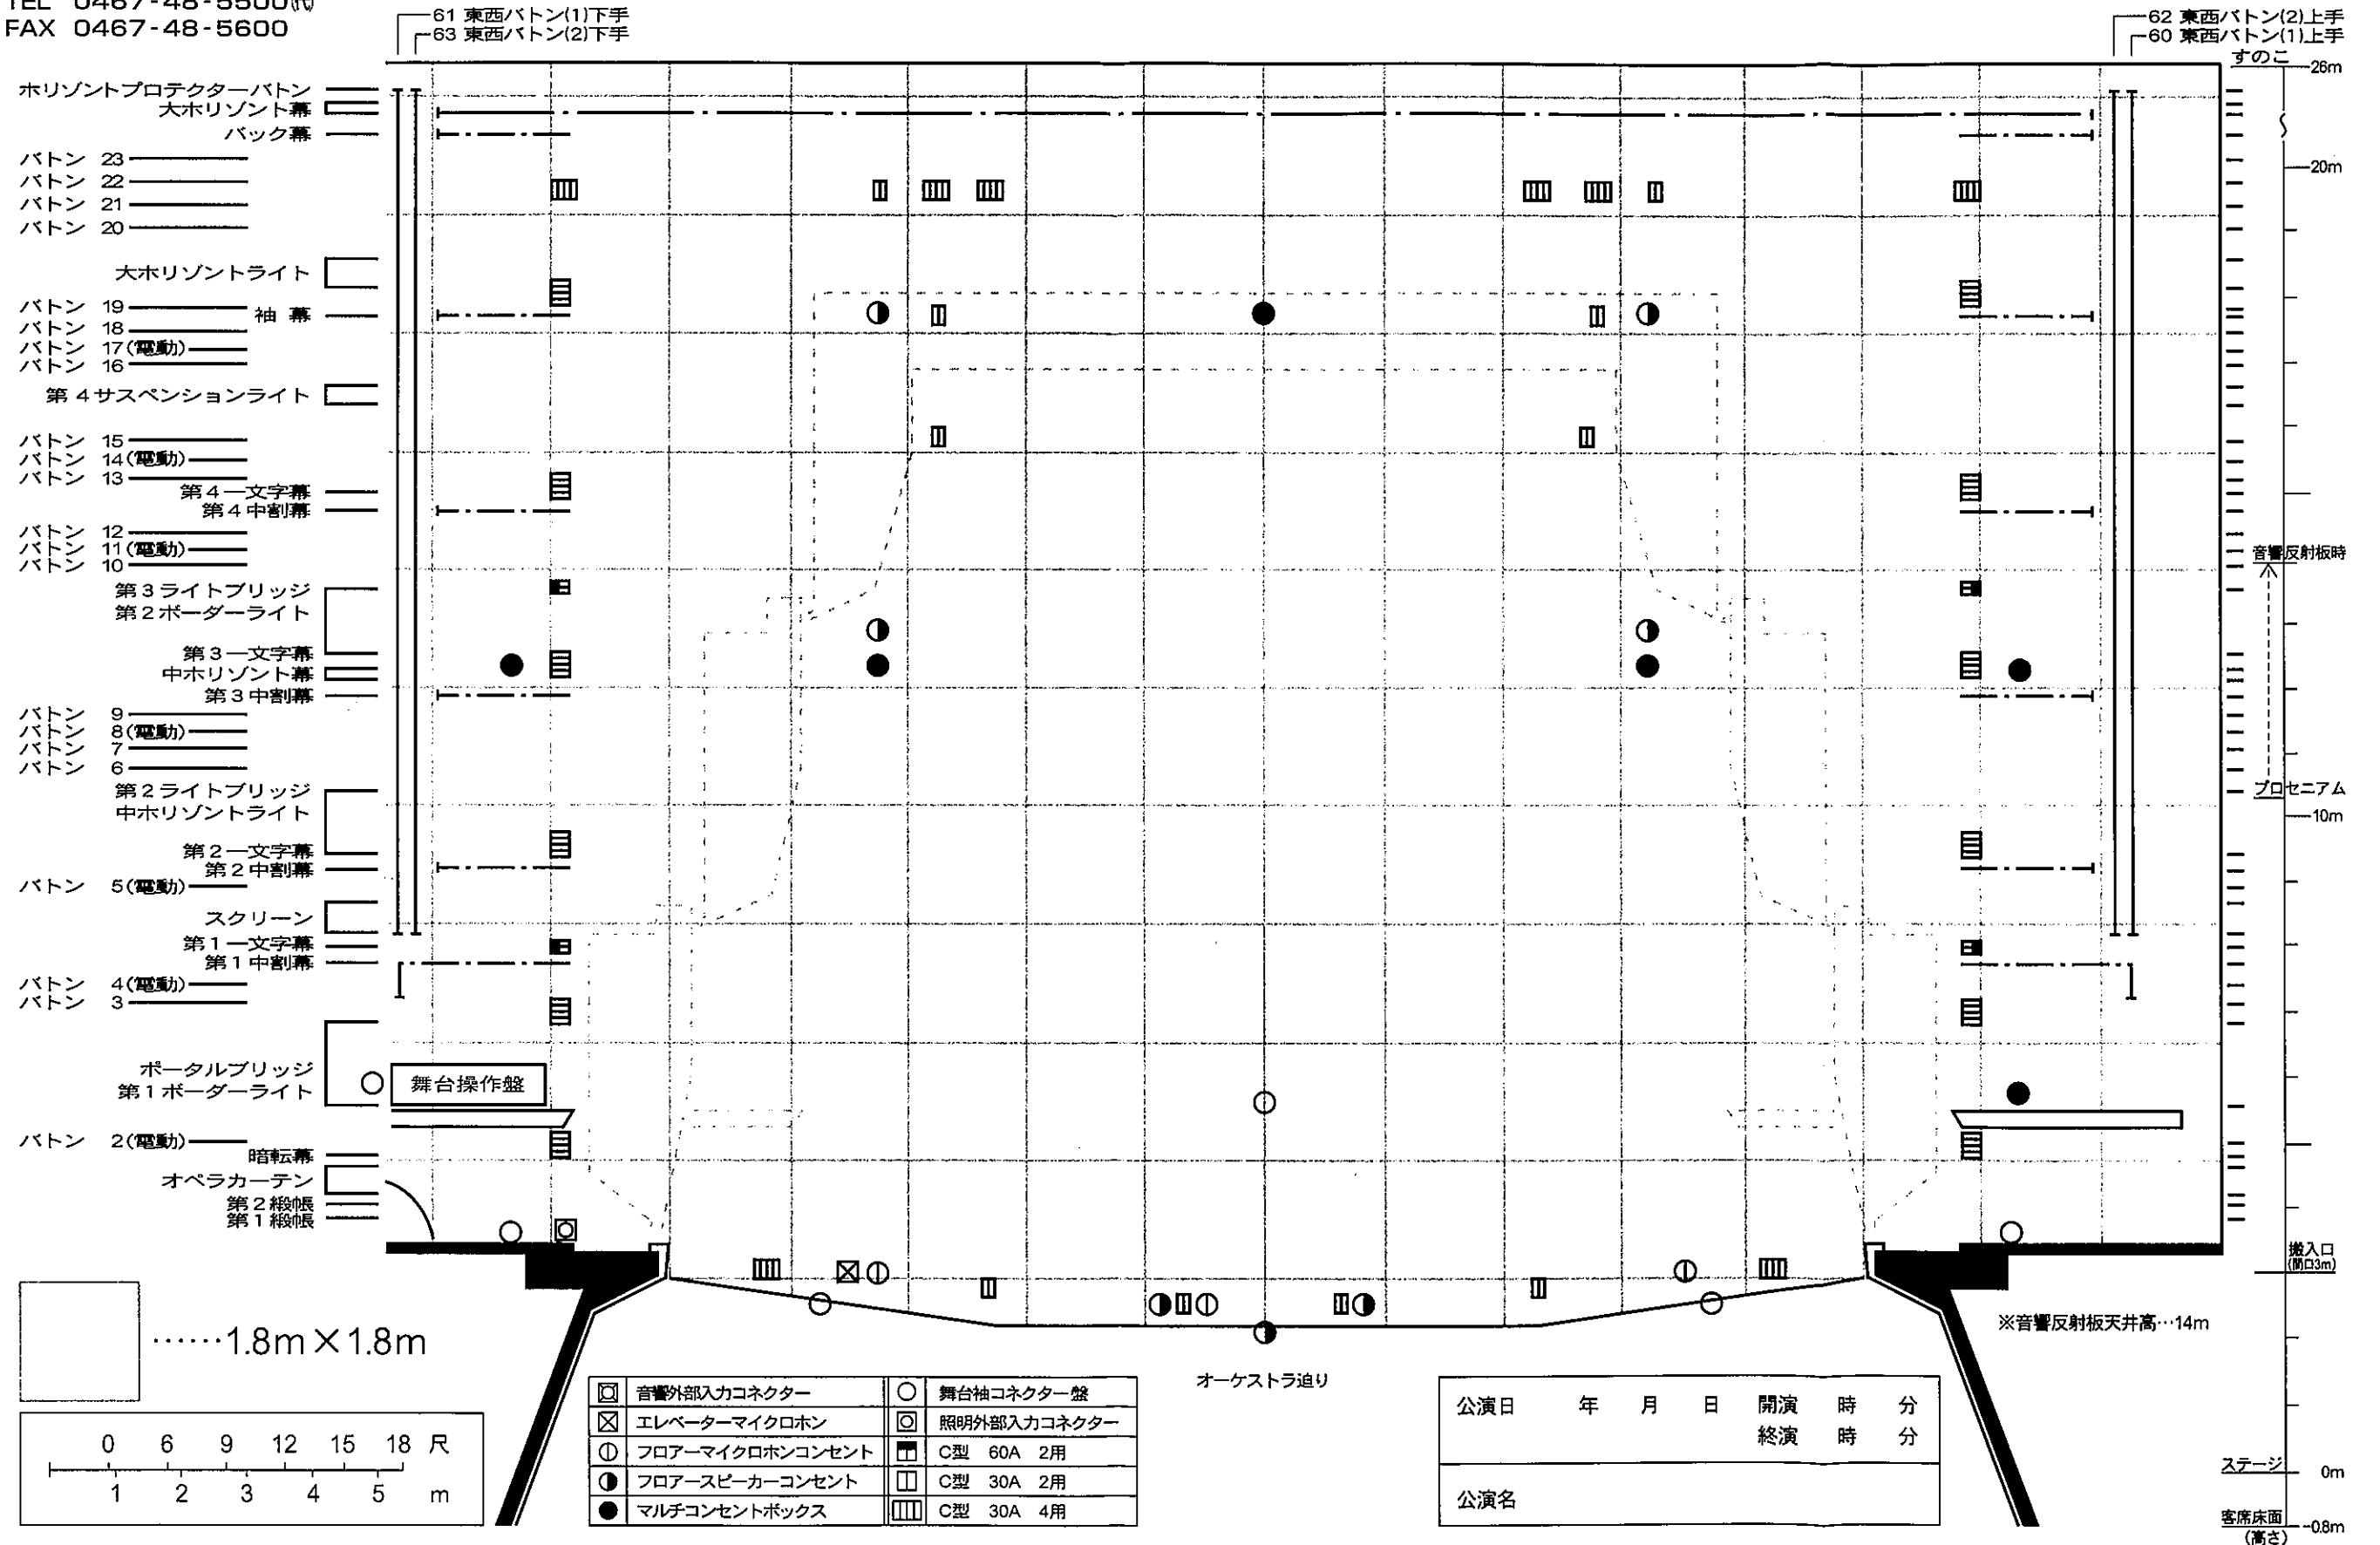 TEL 0467-48-5500㈹
FAX 0467-48-5600
61 東西バトン(1)下手
63 東西バトン(2)下手
62 東西バトン(2)上手
60 東西バトン(1)上手
すのこ
26m
ホリゾントプロテクターバトン
大ホリゾント幕
バック幕
バトン 23
バトン 22
バトン 21
バトン 20
20m
大ホリゾントライト
バトン 19
袖 幕
バトン 18
バトン 17(電動)
バトン 16
第4サスペンションライト
バトン 15
バトン 14(電動)
バトン 13
第4一文字幕
第4中割幕
バトン 12
バトン 11(電動)
バトン 10
音響反射板時
第3ライトブリッジ
第2ボーダーライト
第3一文字幕
中ホリゾント幕
第3中割幕
バトン 9
バトン 8(電動)
バトン 7
バトン 6
第2ライトブリッジ
中ホリゾントライト
プロセニアム
10m
第2一文字幕
第2中割幕
バトン 5(電動)
スクリーン
第1一文字幕
第1中割幕
バトン 4(電動)
バトン 3
ポータルブリッジ
第1ボーダーライト
舞台操作盤
バトン 2(電動)
暗転幕
オペラカーテン
第2緞帳
第1緞帳
搬入口
(間口3m)
……1.8m×1.8m
※音響反射板天井高…14m
オーケストラ迫り
0 6 9 12 15 18 尺
1 2 3 4 5 m
音響外部入力コネクター
舞台袖コネクター盤
エレベーターマイクロホン
照明外部入力コネクター
フロアーマイクロホンコンセント
C型 60A 2用
フロアースピーカーコンセント
C型 30A 2用
マルチコンセントボックス
C型 30A 4用
公演日 年 月 日 開演 時 分
終演 時 分
公演名
ステージ 0m
客席床面 -0.8m
(高さ)